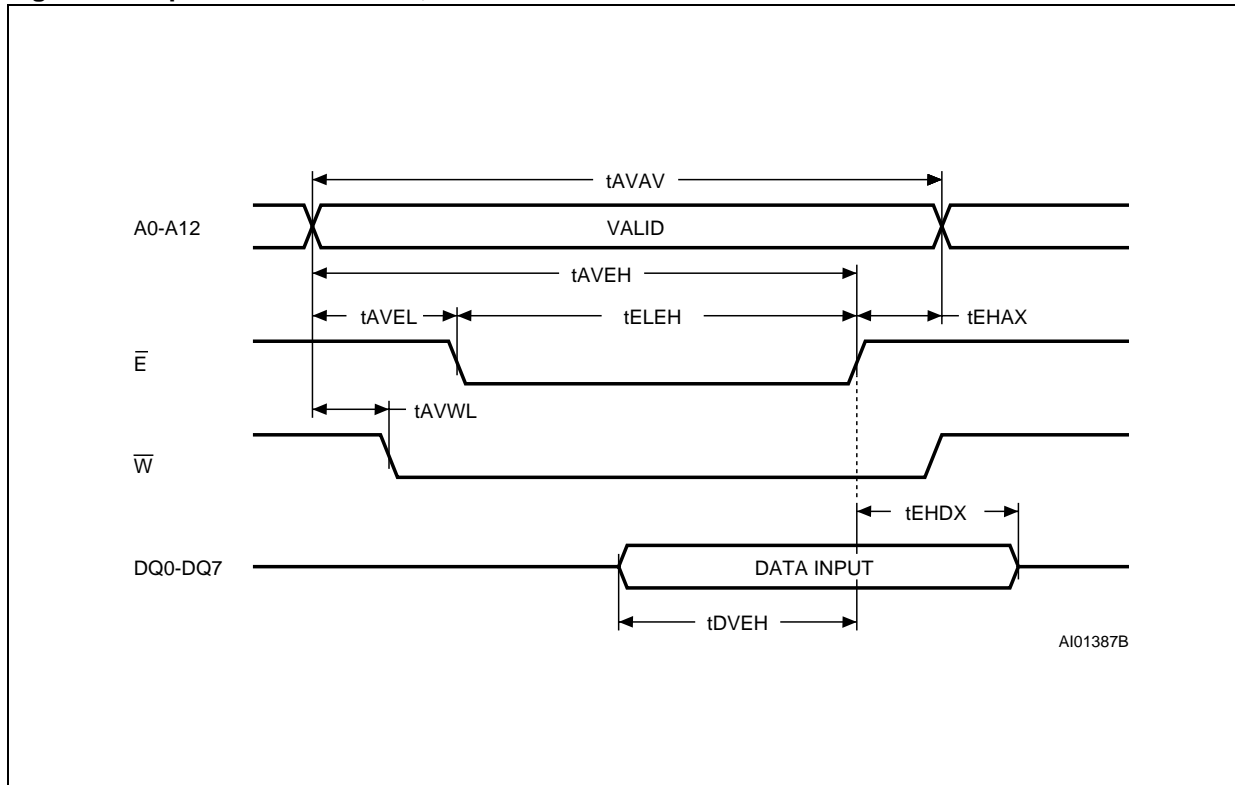 tAVAV
A0-A12
VALID
tAVEH
tAVEL
tELEH
tEHAX
E̅
tAVWL
W̅
tEHDX
DQ0-DQ7
DATA INPUT
tDVEH
AI01387B